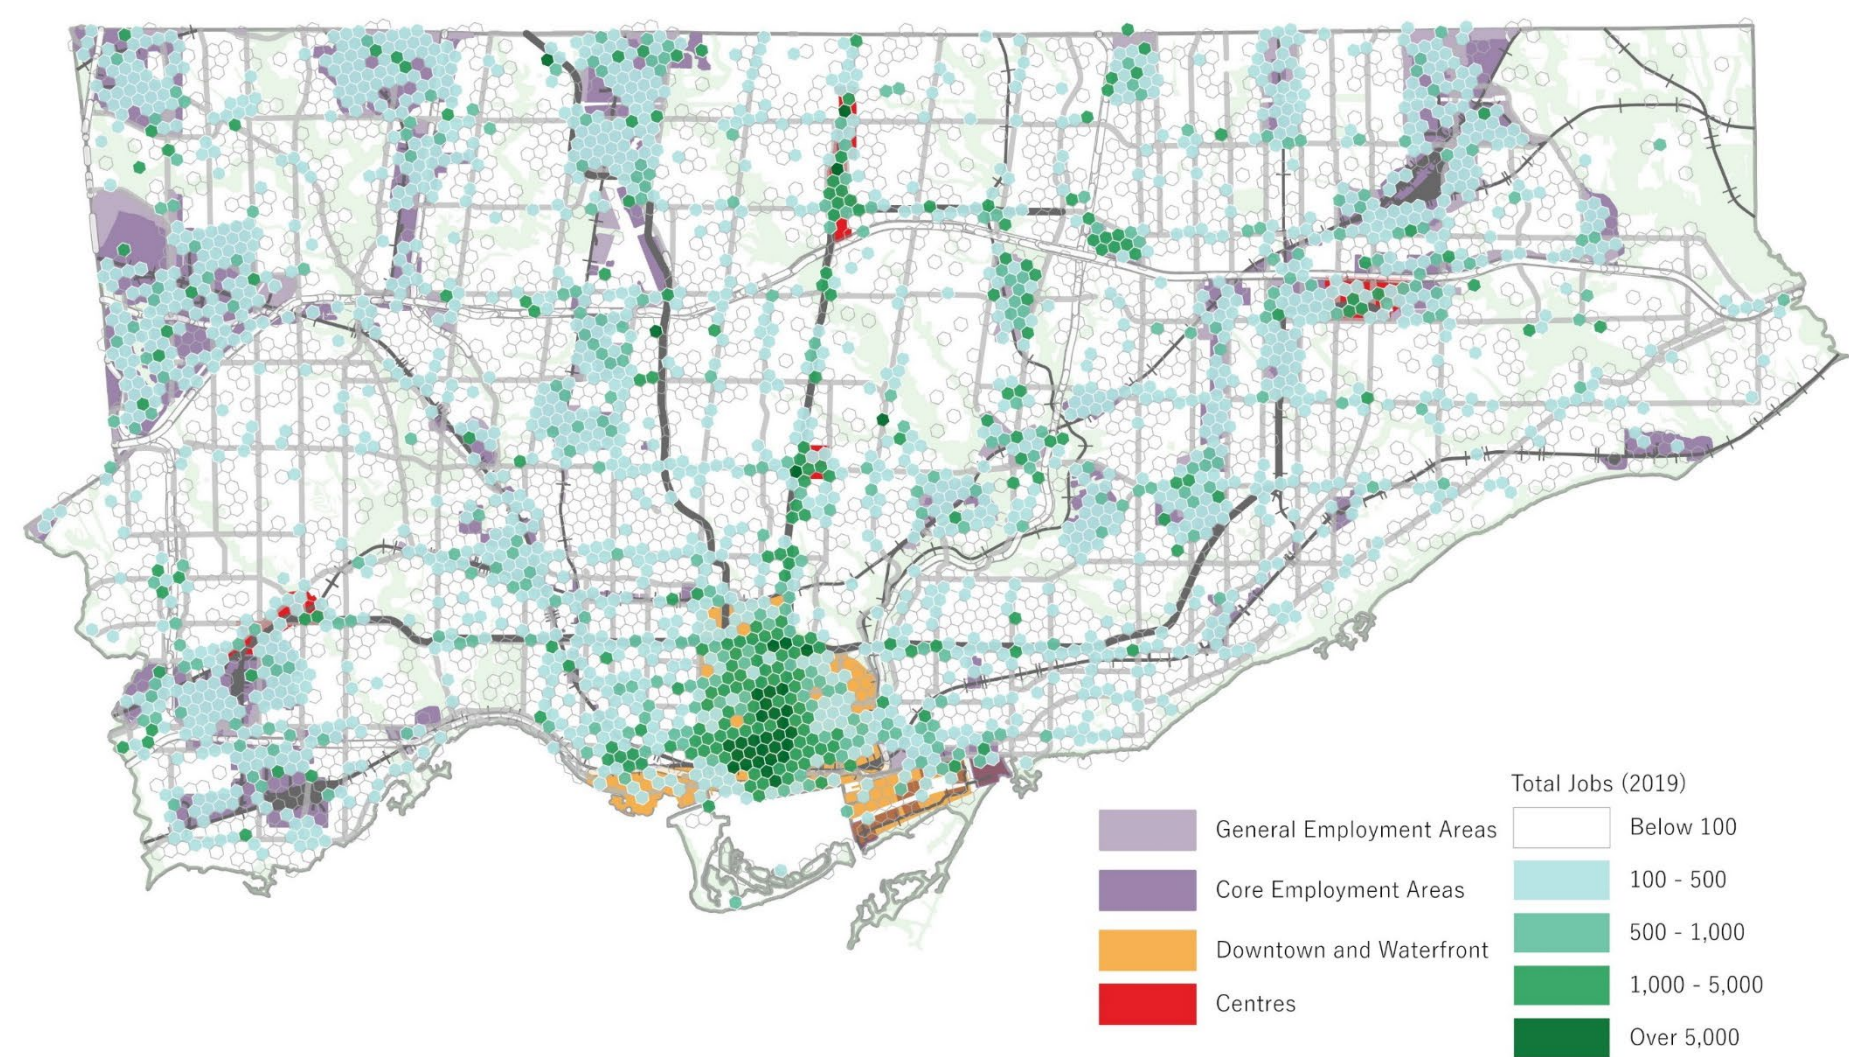 General Employment Areas
Core Employment Areas
Downtown and Waterfront
Centres
Total Jobs (2019)
Below 100
100 - 500
500 - 1,000
1,000 - 5,000
Over 5,000